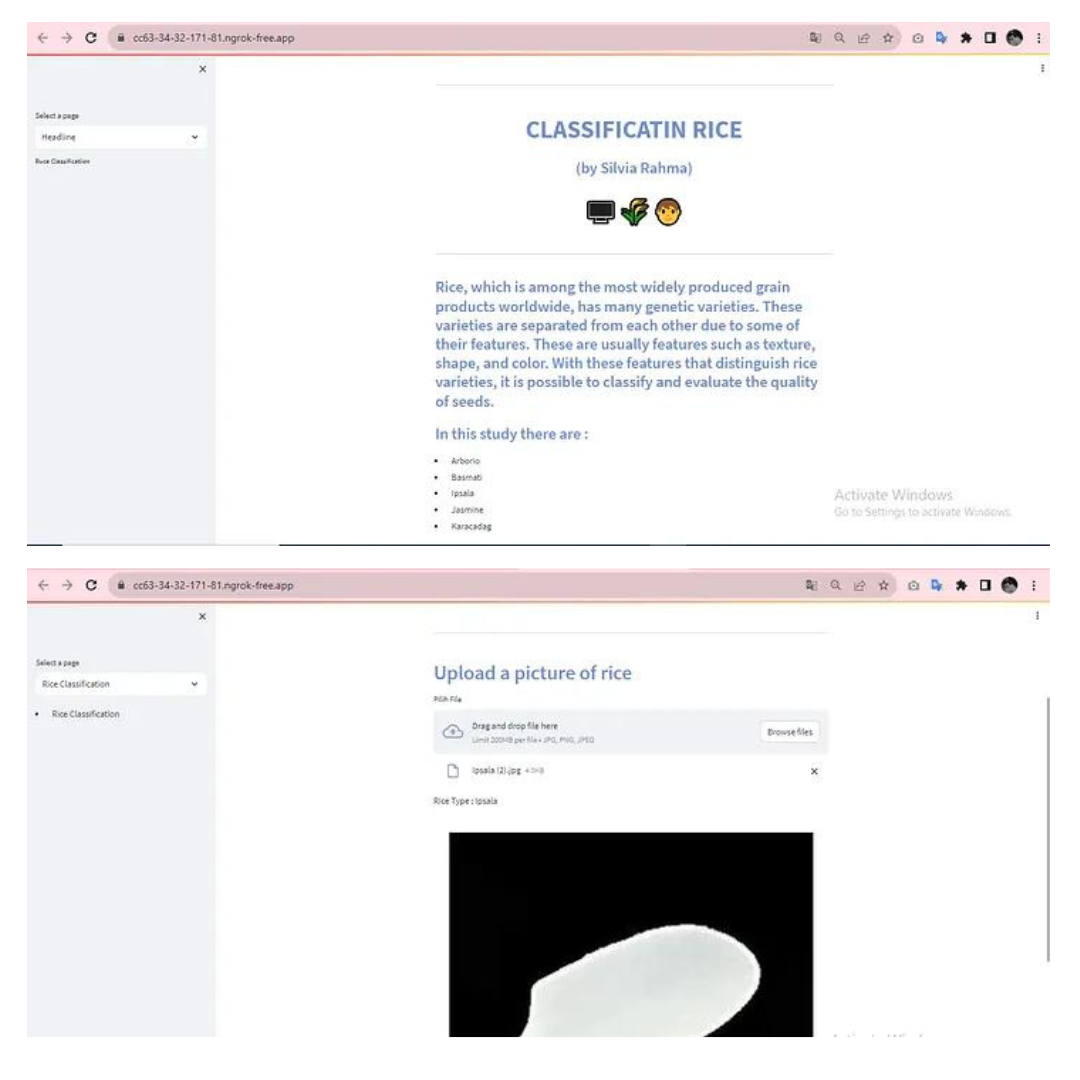 cc63-34-32-171-81.ngrok-free.app
Select a page
Headline
Ruce Classification
CLASSIFICATIN RICE
(by Silvia Rahma)
Rice, which is among the most widely produced grain
products worldwide, has many genetic varieties. These
varieties are separated from each other due to some of
their features. These are usually features such as texture,
shape, and color. With these features that distinguish rice
varieties, it is possible to classify and evaluate the quality
of seeds.
In this study there are :
• Arborio
• Basmati
• Ipsala
• Jasmine
• Karacadag
Activate Windows
Go to Settings to activate Windows.
cc63-34-32-171-81.ngrok-free.app
Select a page
Rice Classification
• Rice Classification
Upload a picture of rice
Pilih File
Drag and drop file here
Limit 200MB per file • JPG, PNG, JPEG
Browse files
Ipsala (2).jpg 4.5KB
Rice Type : Ipsala